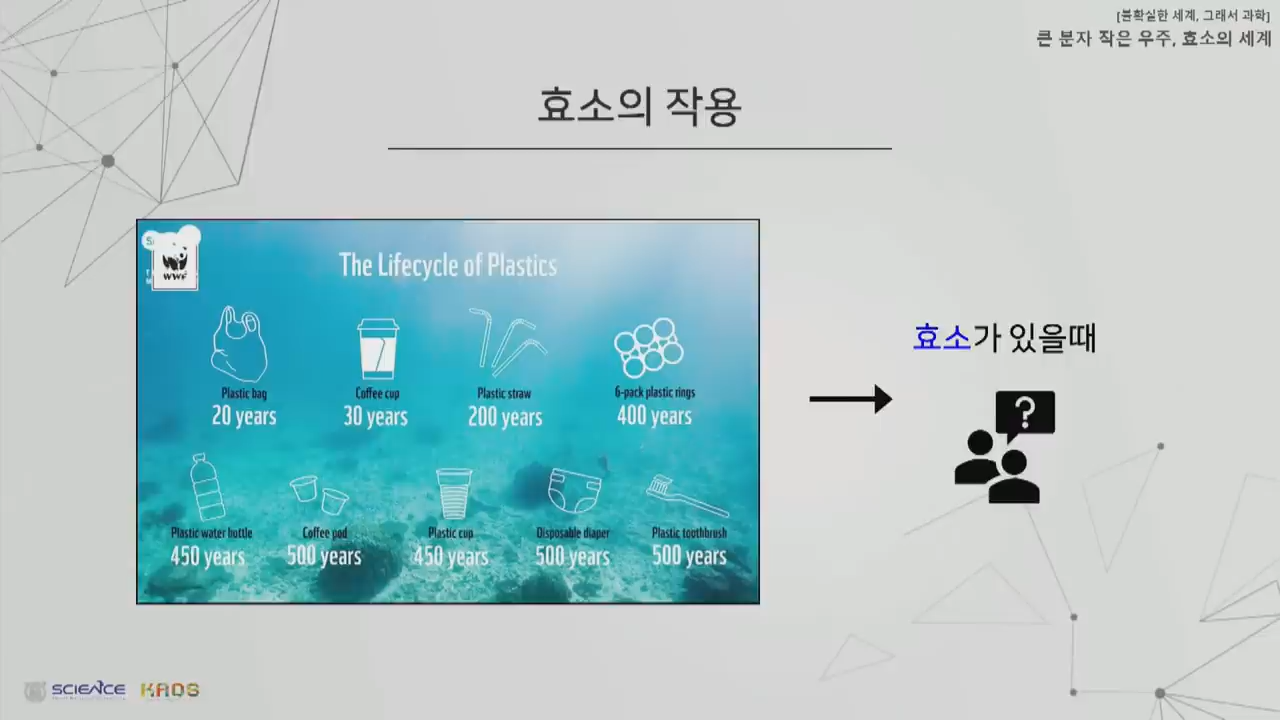 [불확실한 세계, 그래서 과학]
큰 분자 작은 우주, 효소의 세계
효소의 작용
WWF
The Lifecycle of Plastics
Plastic bag
20 years
Coffee cup
30 years
Plastic straw
200 years
6-pack plastic rings
400 years
Plastic water bottle
450 years
Coffee pod
500 years
Plastic cup
450 years
Disposable diaper
500 years
Plastic toothbrush
500 years
효소가 있을때
?
SCIENCE
KAOS